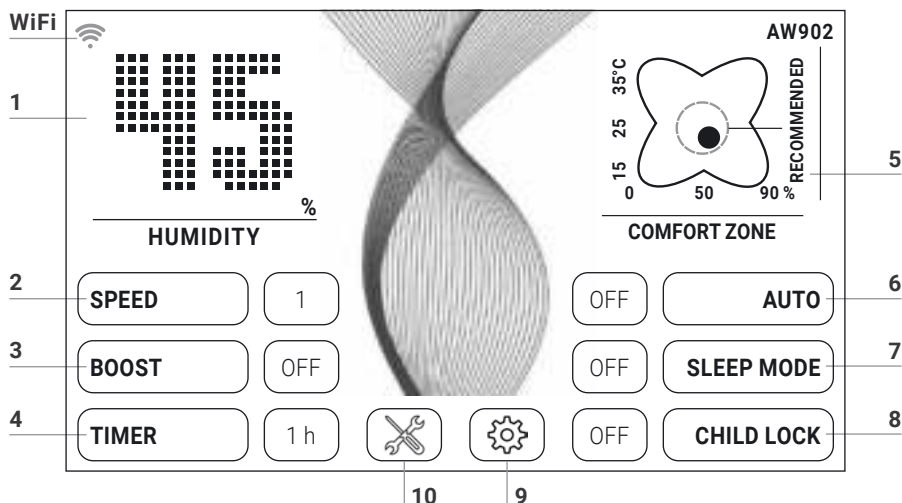 WiFi
AW902
1
45
%
HUMIDITY
35°C
25
15
0 50 90 %
RECOMMENDED
5
COMFORT ZONE
2 SPEED 1 OFF AUTO 6
3 BOOST OFF OFF SLEEP MODE 7
4 TIMER 1 h OFF CHILD LOCK 8
10 9